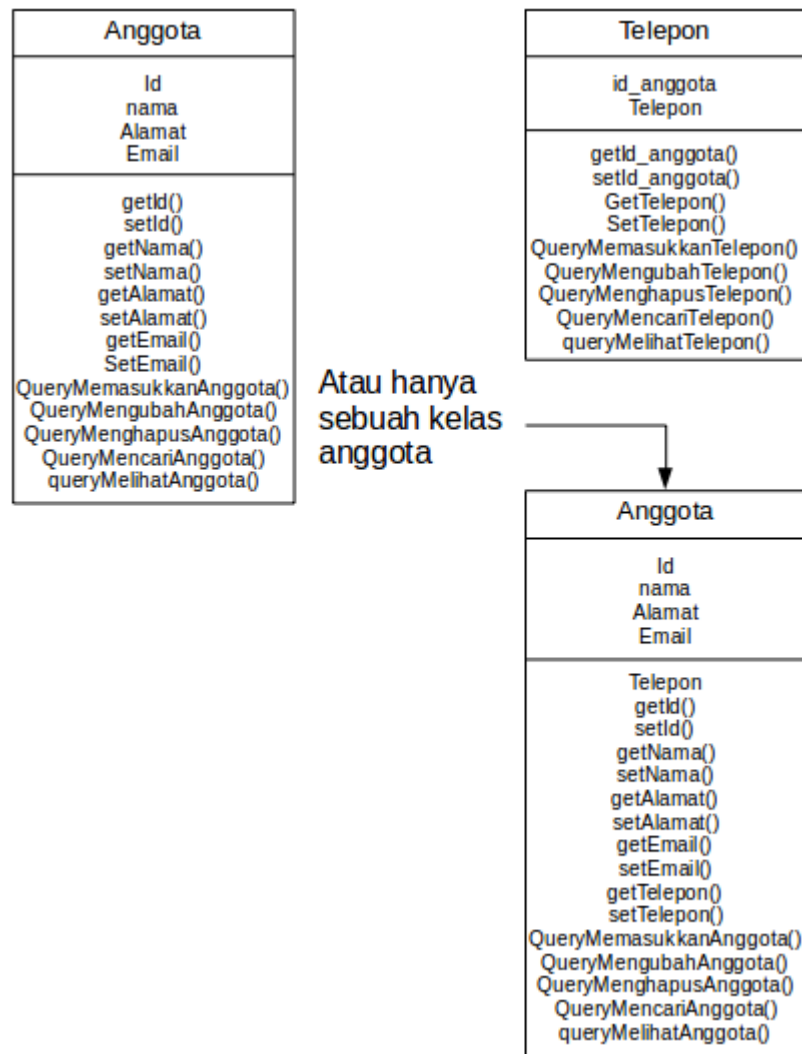 Anggota
Id
nama
Alamat
Email
getId()
setId()
getNama()
setNama()
getAlamat()
setAlamat()
getEmail()
SetEmail()
QueryMemasukkanAnggota()
QueryMengubahAnggota()
QueryMenghapusAnggota()
QueryMencariAnggota()
queryMelihatAnggota()
Telepon
id_anggota
Telepon
getId_anggota()
setId_anggota()
GetTelepon()
SetTelepon()
QueryMemasukkanTelepon()
QueryMengubahTelepon()
QueryMenghapusTelepon()
QueryMencariTelepon()
queryMelihatTelepon()
Atau hanya
sebuah kelas
anggota
Anggota
Id
nama
Alamat
Email
Telepon
getId()
setId()
getNama()
setNama()
getAlamat()
setAlamat()
getEmail()
setEmail()
getTelepon()
setTelepon()
QueryMemasukkanAnggota()
QueryMengubahAnggota()
QueryMenghapusAnggota()
QueryMencariAnggota()
queryMelihatAnggota()